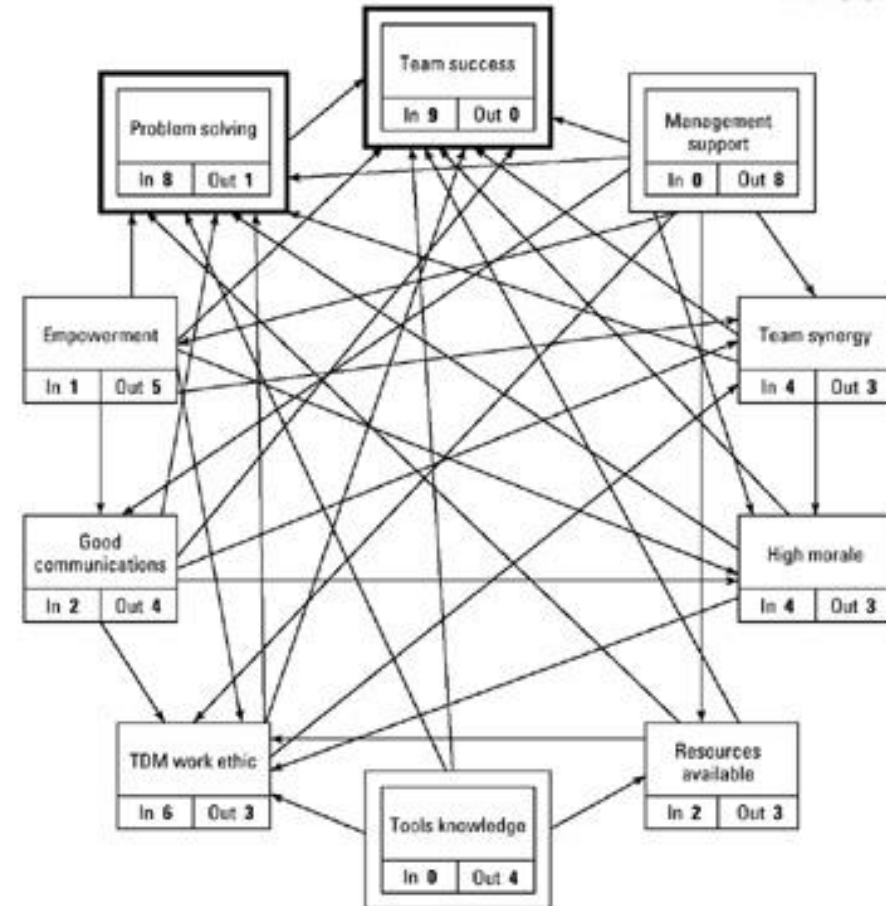 Team success
In 9 Out 0
Problem solving
In 8 Out 1
Management
support
In 0 Out 8
Empowerment
In 1 Out 5
Team synergy
In 4 Out 3
Good
communications
In 2 Out 4
High morale
In 4 Out 3
TDM work ethic
In 6 Out 3
Resources
available
In 2 Out 3
Tools knowledge
In 0 Out 4